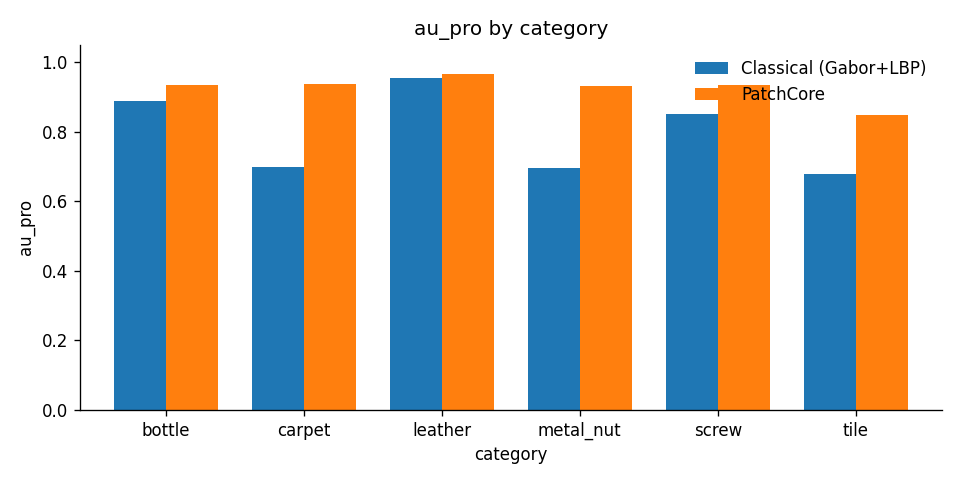 au_pro by category
Classical (Gabor+LBP)
PatchCore
au_pro
1.0
0.8
0.6
0.4
0.2
0.0
bottle carpet leather metal_nut screw tile
category